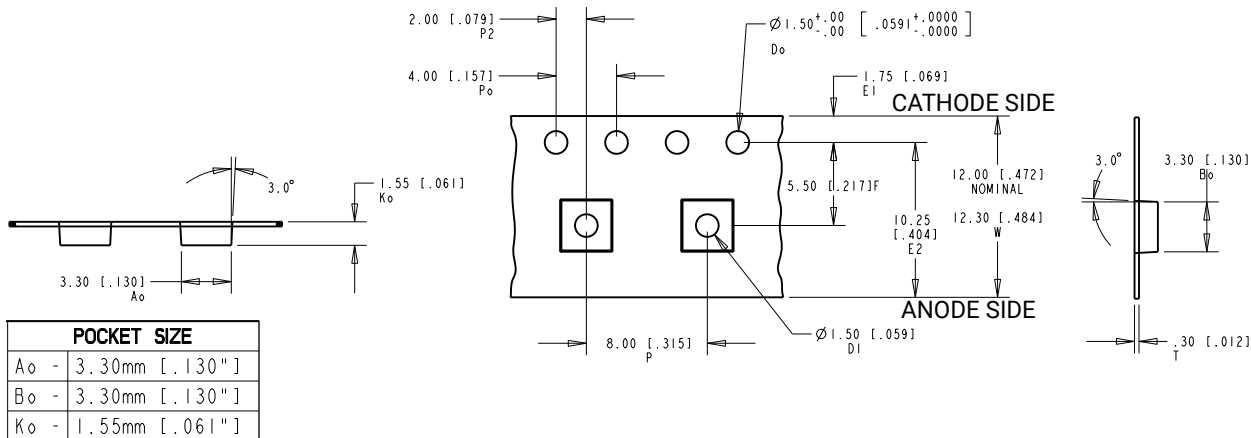 2.00 [.079]
P2
4.00 [.157]
Po
Ø1.50 +.00 -.00 [ .0591 +.0000 -.0000 ]
Do
1.75 [.069]
E1
CATHODE SIDE
3.0°
1.55 [.061]
Ko
3.30 [.130]
Ao
5.50 [.217]F
10.25
[.404]
E2
12.00 [.472]
NOMINAL
12.30 [.484]
W
3.0°
3.30 [.130]
Bo
ANODE SIDE
8.00 [.315]
P
Ø1.50 [.059]
D1
.30 [.012]
T
POCKET SIZE
Ao - 3.30mm [.130"]
Bo - 3.30mm [.130"]
Ko - 1.55mm [.061"]